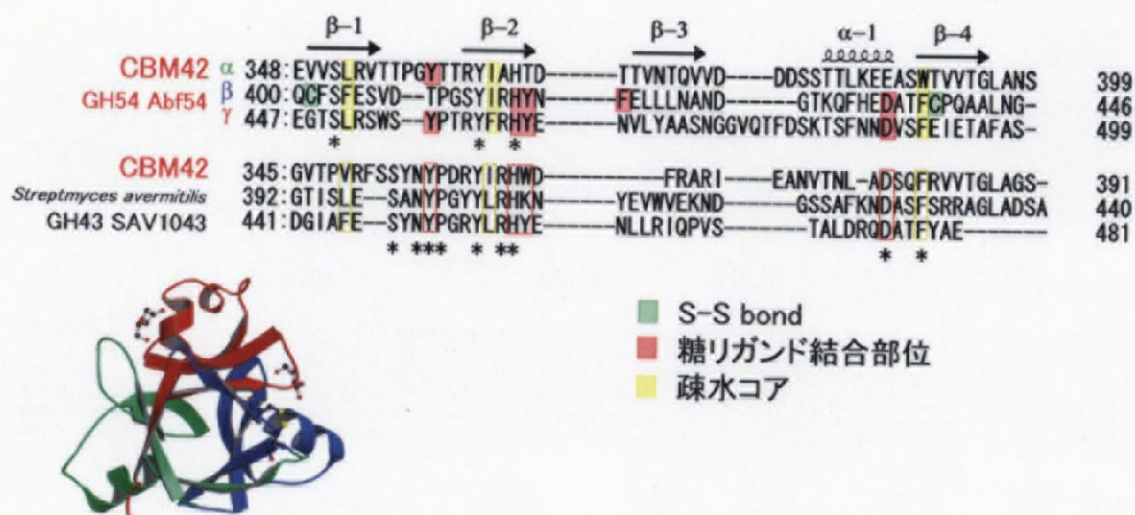 β-1 β-2 β-3 α-1 β-4
CBM42 α 348:EVVSLRVTTPGYTTRYIAHTD---------TTVNTQVVD------DDSSTTLKEEASWTVVTGLANS 399
GH54 Abf54 β 400:QCFSFESVD--TPGSYIRHYN---------FELLLNAND------GTKQFHEDATFCPQAALNG- 446
γ 447:EGTSLRSWS--YPTRYFRHYE---------NVLYAASNGGVQTFDSKTSFNNDVSFEIETAFAS- 499
* * *
CBM42 345:GVTPVRFSSYNYPDRYIRHWD------------FRARI------EANVTNL-ADSQFRVVTGLAGS- 391
Streptmyces avermitilis 392:GTISLE--SANYPGYYLRHKN---------YEVWVEKND------GSSAFKNDASFSRRAGLADSA 440
GH43 SAV1043 441:DGIAFE--SYNYPGRYLRHYE---------NLLRIQPVS------TALDRQDATFYAE------- 481
* *** * ** * *
S-S bond
糖リガンド結合部位
疎水コア